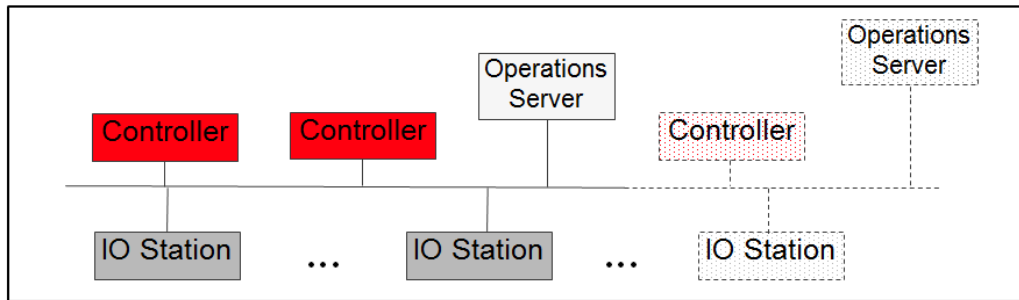 Operations
Server
Operations
Server
Controller
Controller
Controller
IO Station
...
IO Station
...
IO Station